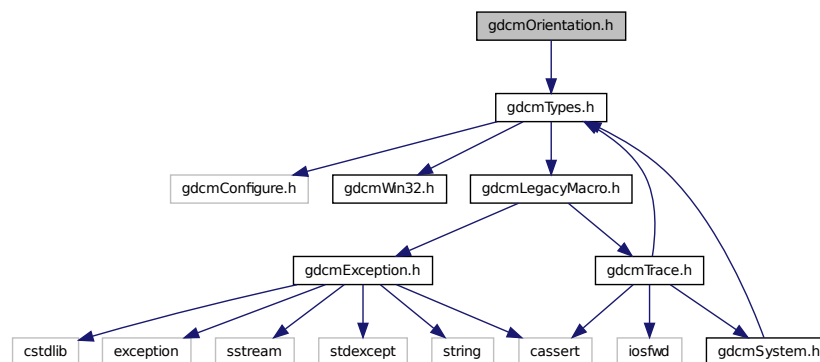 gdcmOrientation.h
gdcmTypes.h
gdcmConfigure.h
gdcmWin32.h
gdcmLegacyMacro.h
gdcmException.h
gdcmTrace.h
cstdlib
exception
sstream
stdexcept
string
cassert
iosfwd
gdcmSystem.h